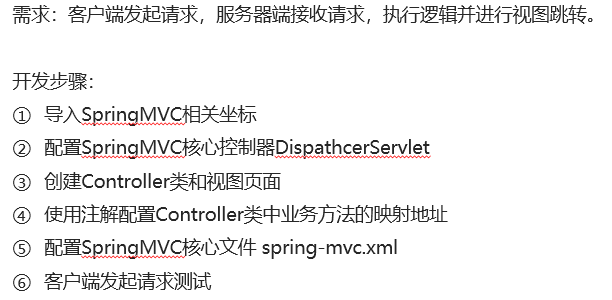 需求：客户端发起请求，服务器端接收请求，执行逻辑并进行视图跳转。
开发步骤：
① 导入SpringMVC相关坐标
② 配置SpringMVC核心控制器DispathcerServlet
③ 创建Controller类和视图页面
④ 使用注解配置Controller类中业务方法的映射地址
⑤ 配置SpringMVC核心文件 spring-mvc.xml
⑥ 客户端发起请求测试